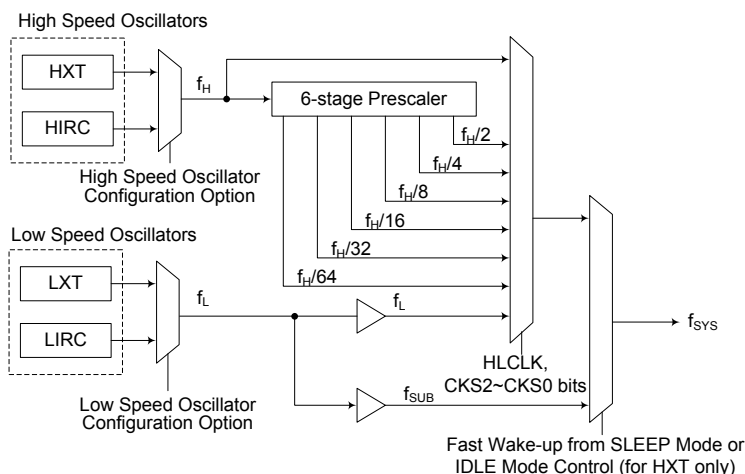 High Speed Oscillators
HXT
HIRC
fH
6-stage Prescaler
fH/2
fH/4
fH/8
fH/16
fH/32
fH/64
High Speed Oscillator
Configuration Option
Low Speed Oscillators
LXT
LIRC
fL
fL
fSUB
HLCLK,
CKS2~CKS0 bits
fSYS
Low Speed Oscillator
Configuration Option
Fast Wake-up from SLEEP Mode or
IDLE Mode Control (for HXT only)